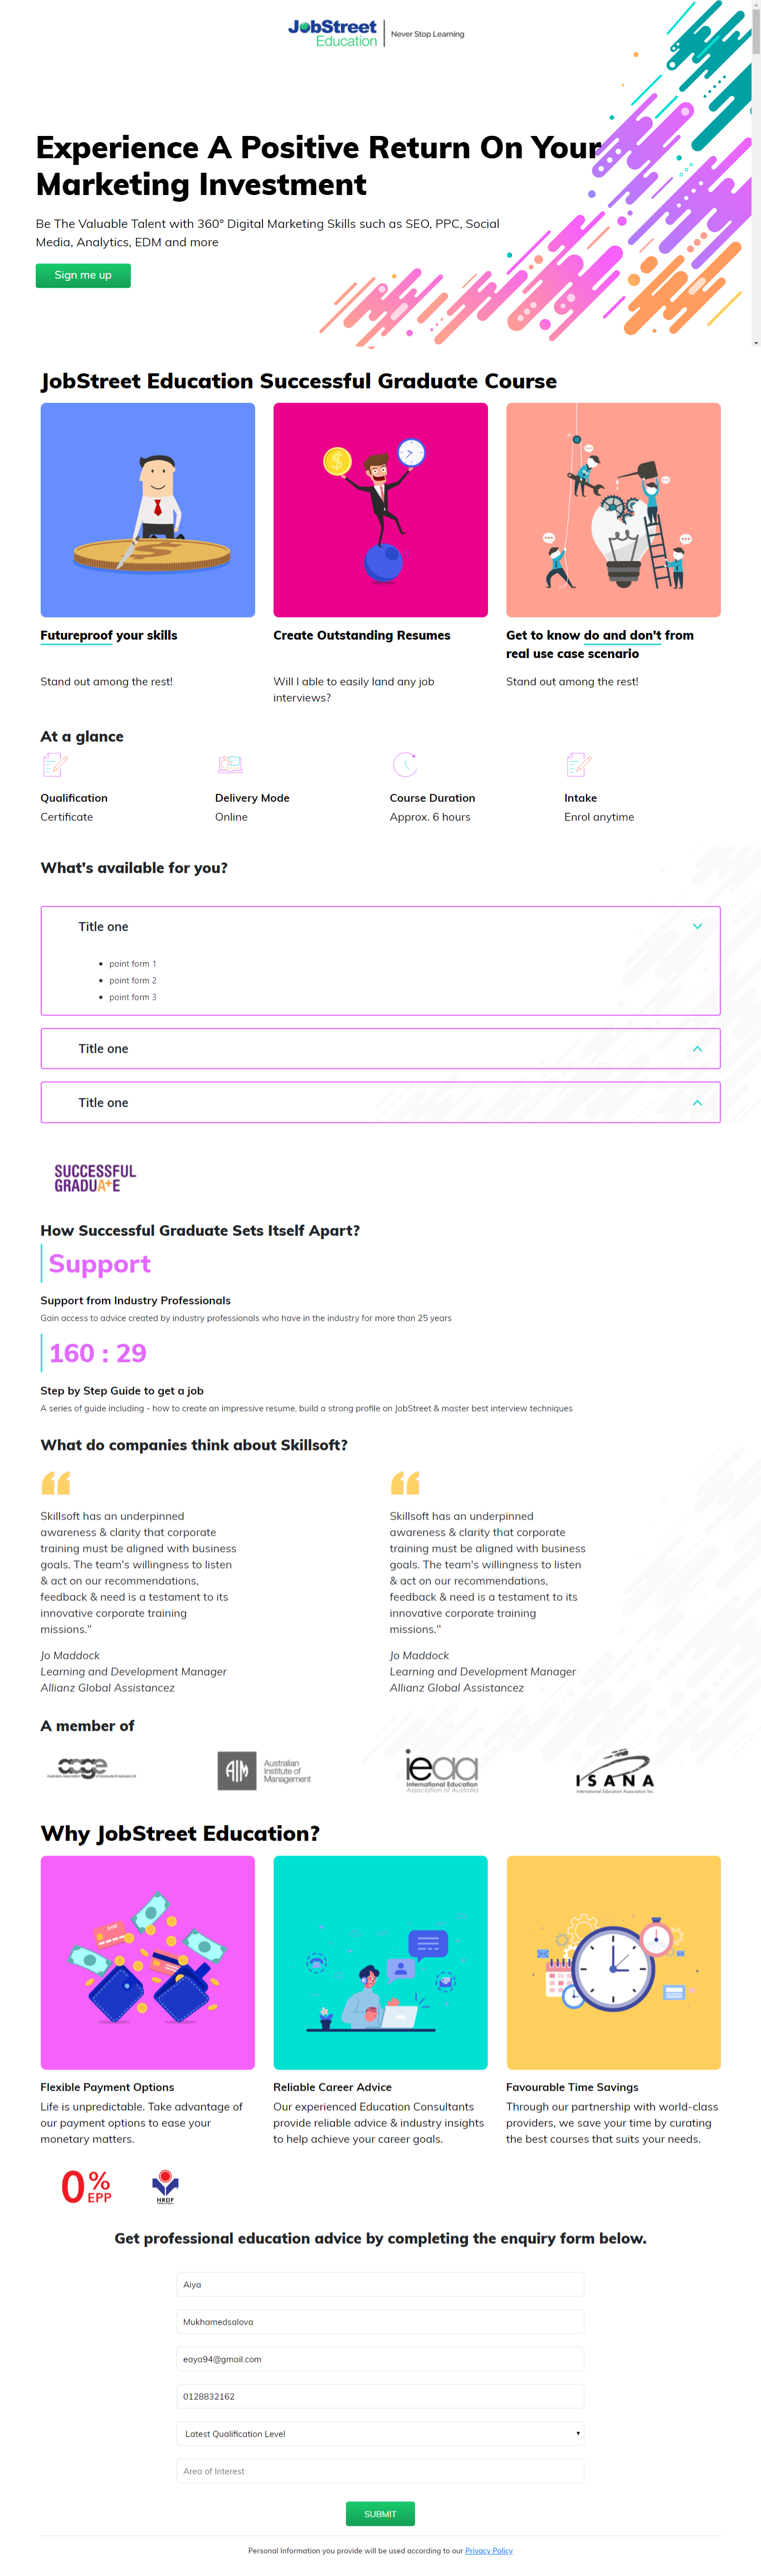 JobStreet
Education
Never Stop Learning
Experience A Positive Return On Your
Marketing Investment
Be The Valuable Talent with 360° Digital Marketing Skills such as SEO, PPC, Social
Media, Analytics, EDM and more
Sign me up
JobStreet Education Successful Graduate Course
Futureproof your skills
Stand out among the rest!
Create Outstanding Resumes
Will I able to easily land any job
interviews?
Get to know do and don't from
real use case scenario
Stand out among the rest!
At a glance
Qualification
Certificate
Delivery Mode
Online
Course Duration
Approx. 6 hours
Intake
Enrol anytime
What's available for you?
Title one
point form 1
point form 2
point form 3
Title one
Title one
SUCCESSFUL
GRADUA+E
How Successful Graduate Sets Itself Apart?
Support
Support from Industry Professionals
Gain access to advice created by industry professionals who have in the industry for more than 25 years
160 : 29
Step by Step Guide to get a job
A series of guide including - how to create an impressive resume, build a strong profile on JobStreet & master best interview techniques
What do companies think about Skillsoft?
Skillsoft has an underpinned
awareness & clarity that corporate
training must be aligned with business
goals. The team's willingness to listen
& act on our recommendations,
feedback & need is a testament to its
innovative corporate training
missions."
Jo Maddock
Learning and Development Manager
Allianz Global Assistancez
Skillsoft has an underpinned
awareness & clarity that corporate
training must be aligned with business
goals. The team's willingness to listen
& act on our recommendations,
feedback & need is a testament to its
innovative corporate training
missions."
Jo Maddock
Learning and Development Manager
Allianz Global Assistancez
A member of
AIM
Australian
Institute of
Management
ieaa
International Education
Association of Australia
ISANA
International Education Association Inc.
Why JobStreet Education?
Flexible Payment Options
Life is unpredictable. Take advantage of
our payment options to ease your
monetary matters.
Reliable Career Advice
Our experienced Education Consultants
provide reliable advice & industry insights
to help achieve your career goals.
Favourable Time Savings
Through our partnership with world-class
providers, we save your time by curating
the best courses that suits your needs.
0%
EPP
HRDF
Get professional education advice by completing the enquiry form below.
Aiya
Mukhamedsalova
eaya94@gmail.com
0128832162
Latest Qualification Level
Area of Interest
SUBMIT
Personal Information you provide will be used according to our Privacy Policy